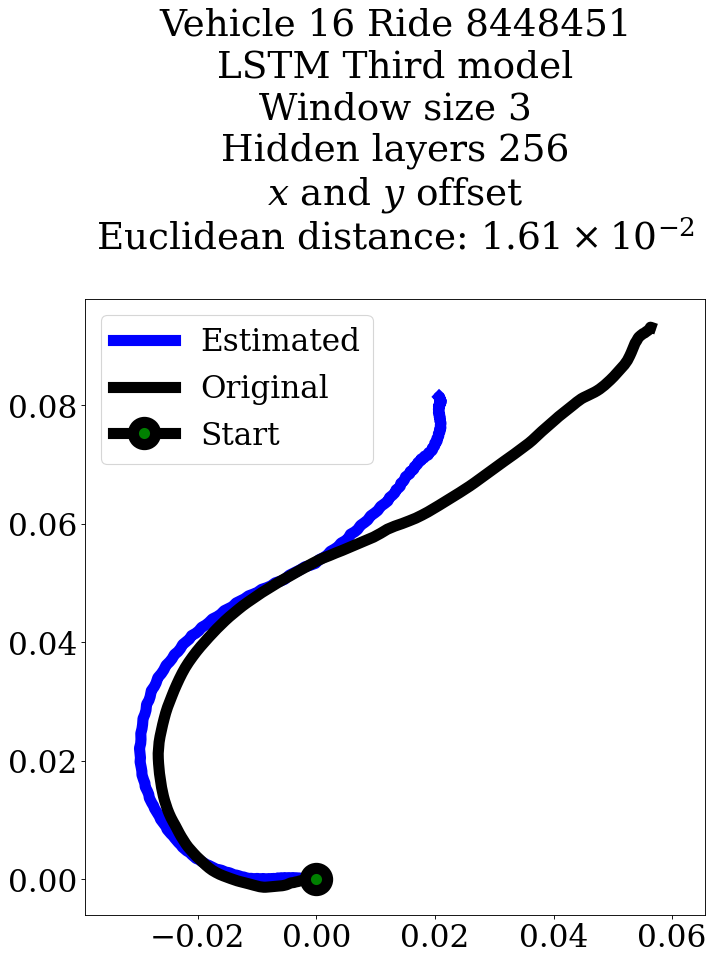 Vehicle 16 Ride 8448451
LSTM Third model
Window size 3
Hidden layers 256
x and y offset
Euclidean distance: 1.61 × 10⁻²
Estimated
Original
Start
0.08
0.06
0.04
0.02
0.00
−0.02 0.00 0.02 0.04 0.06